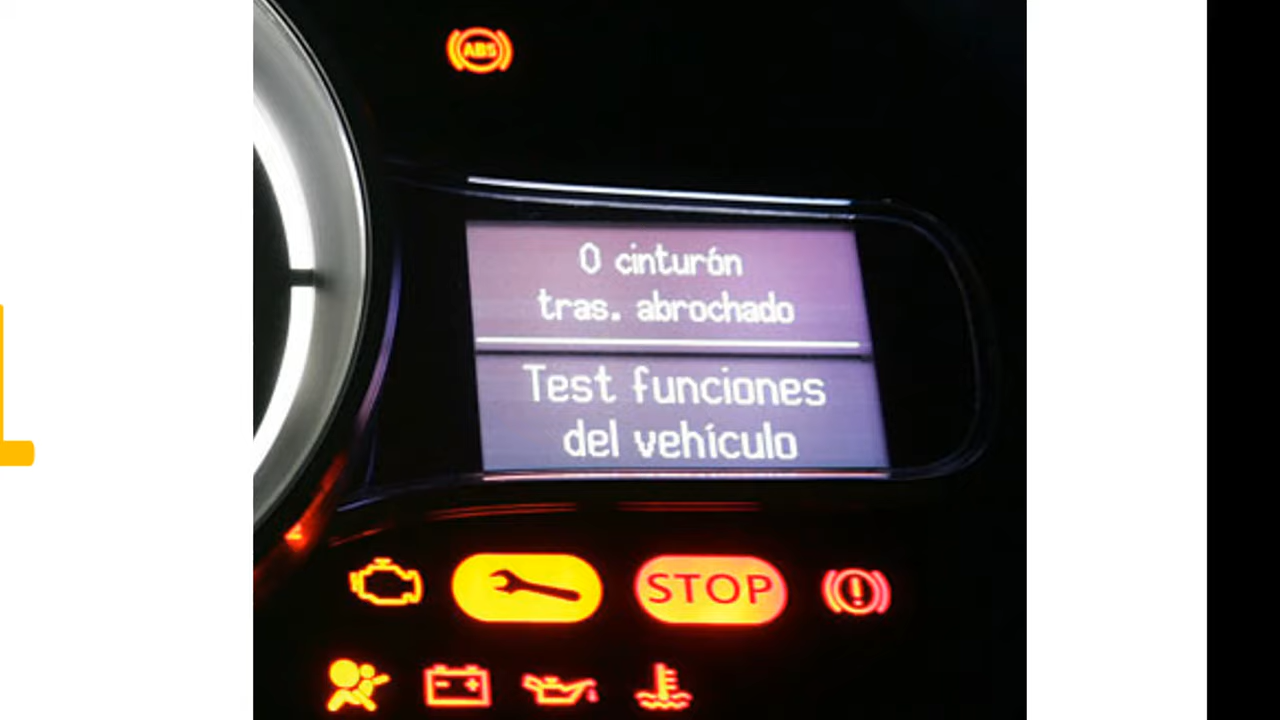 ABS
0 cinturón
tras. abrochado
Test funciones
del vehículo
STOP